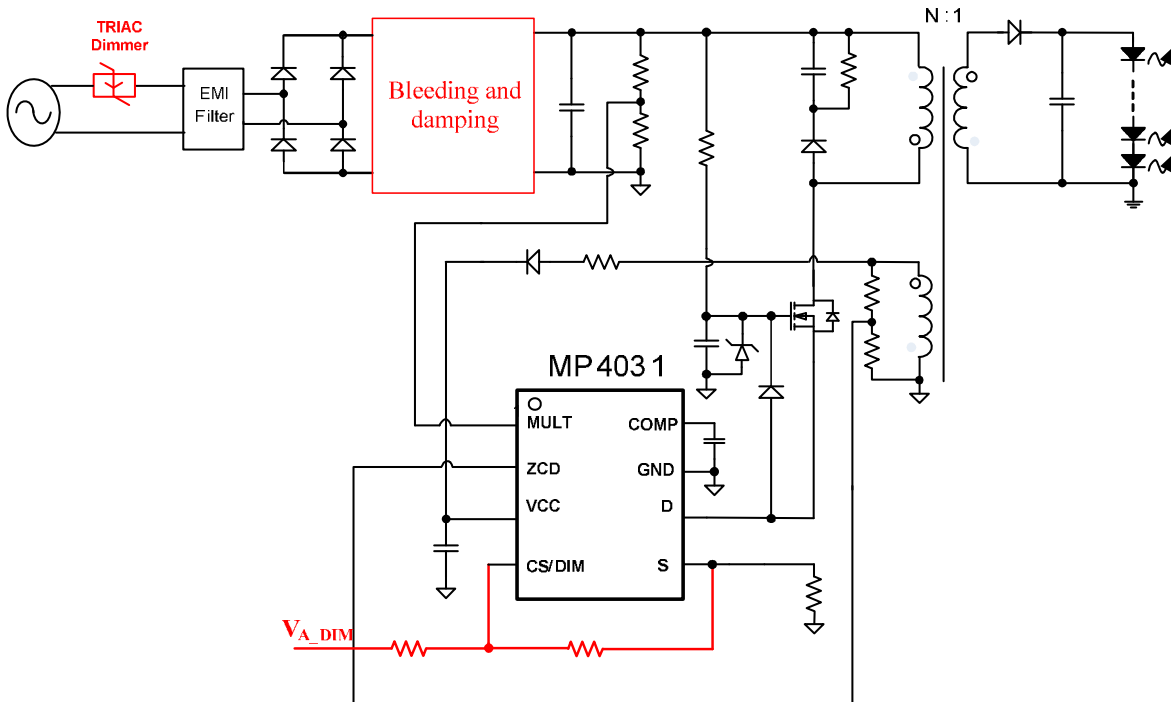 N : 1
TRIAC
Dimmer
EMI
Filter
Bleeding and
damping
MP4031
MULT
COMP
ZCD
GND
VCC
D
CS/DIM
S
VA_DIM